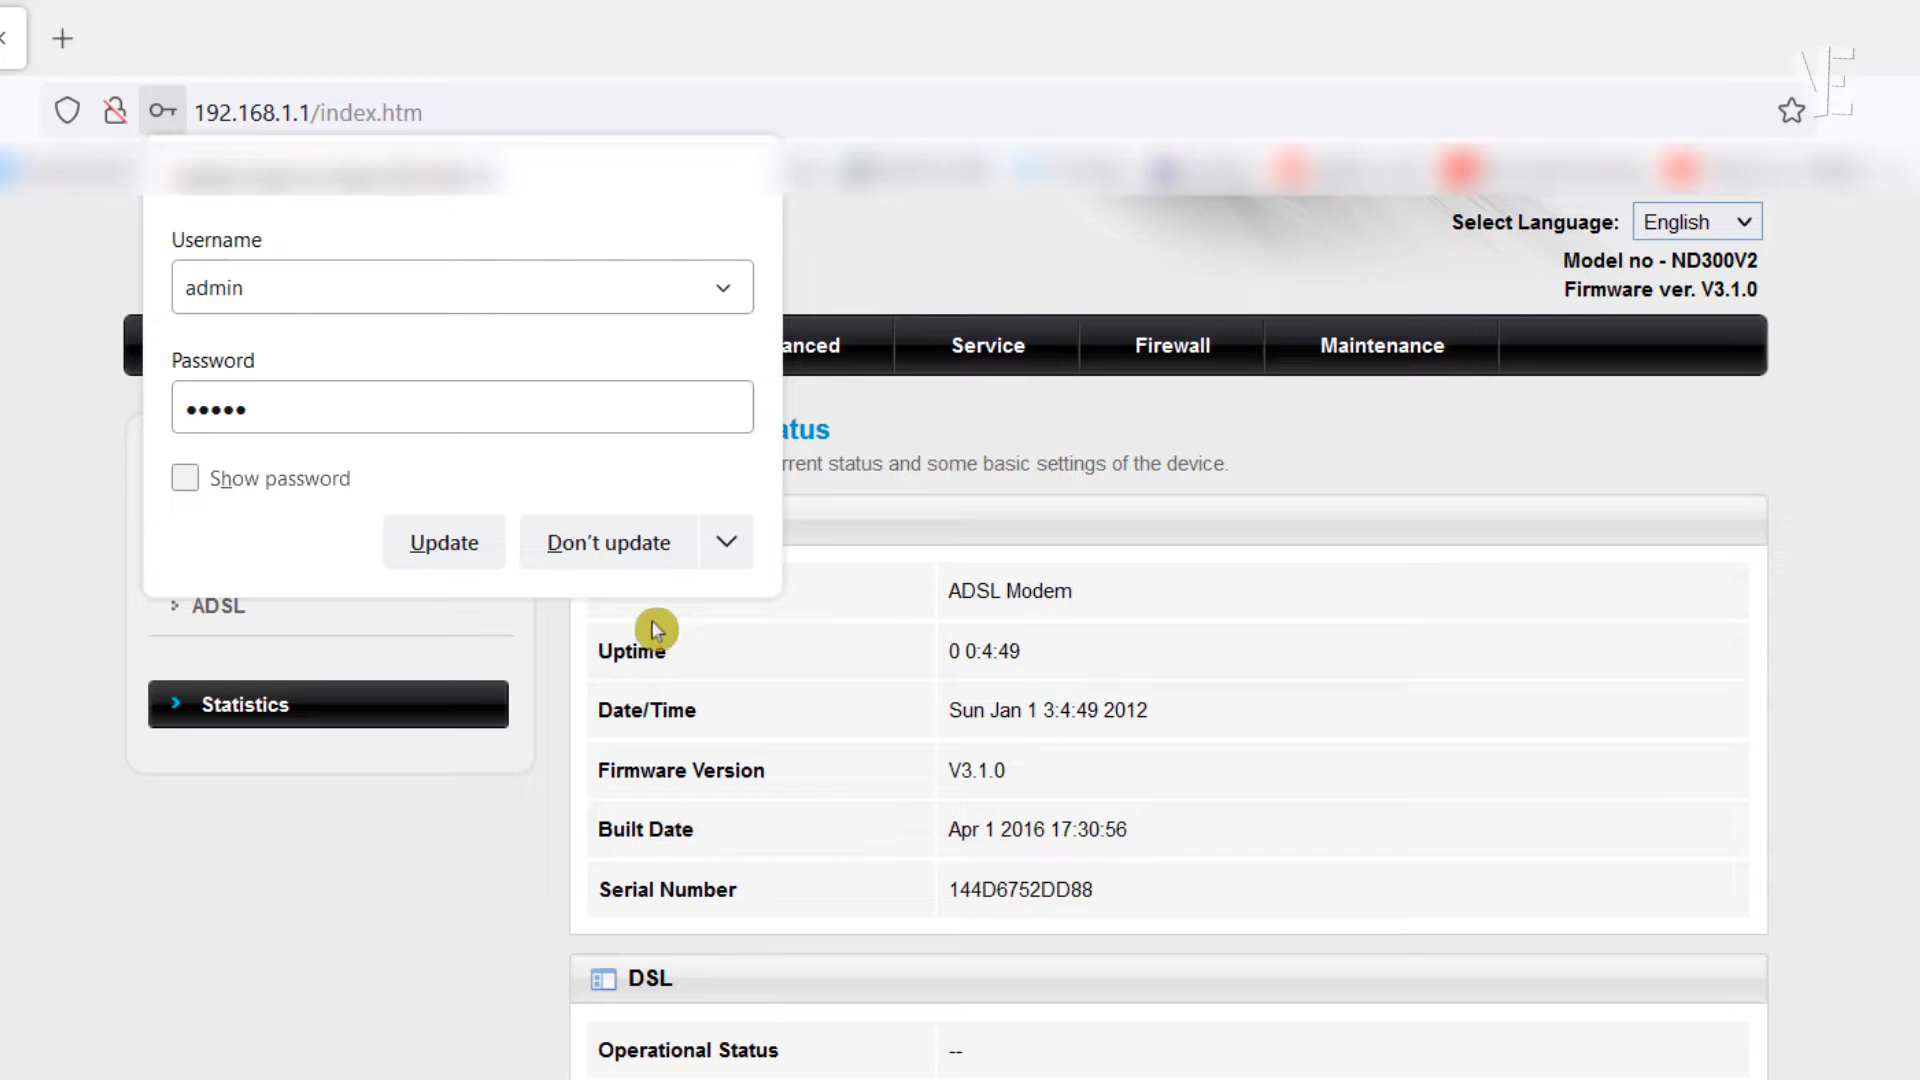 192.168.1.1/index.htm
Select Language: English
Model no - ND300V2
Firmware ver. V3.1.0
Username
admin
Password
Show password
Update
Don't update
anced
Service
Firewall
Maintenance
atus
rrent status and some basic settings of the device.
ADSL
Statistics
ADSL Modem
Uptime
0 0:4:49
Date/Time
Sun Jan 1 3:4:49 2012
Firmware Version
V3.1.0
Built Date
Apr 1 2016 17:30:56
Serial Number
144D6752DD88
DSL
Operational Status
--